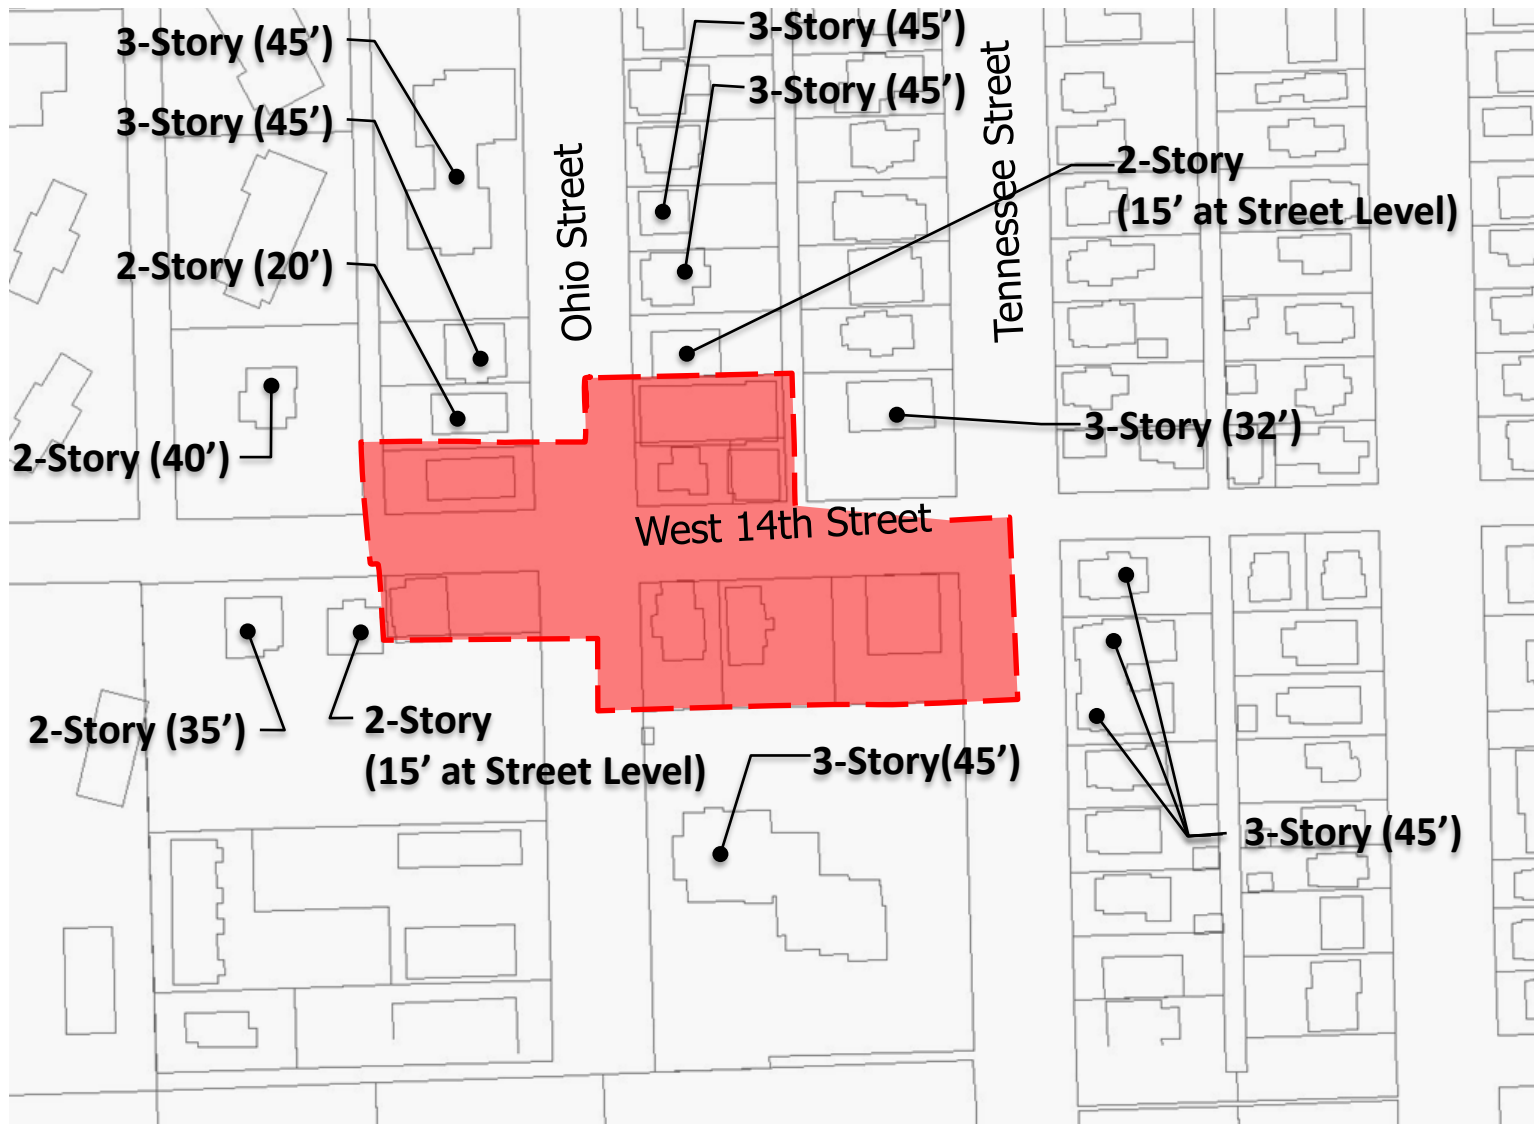 3-Story (45’)
3-Story (45’)
3-Story (45’)
3-Story (45’)
Ohio Street
Tennessee Street
2-Story
(15’ at Street Level)
2-Story (20’)
2-Story (40’)
3-Story (32’)
West 14th Street
2-Story (35’)
2-Story
(15’ at Street Level)
3-Story(45’)
3-Story (45’)